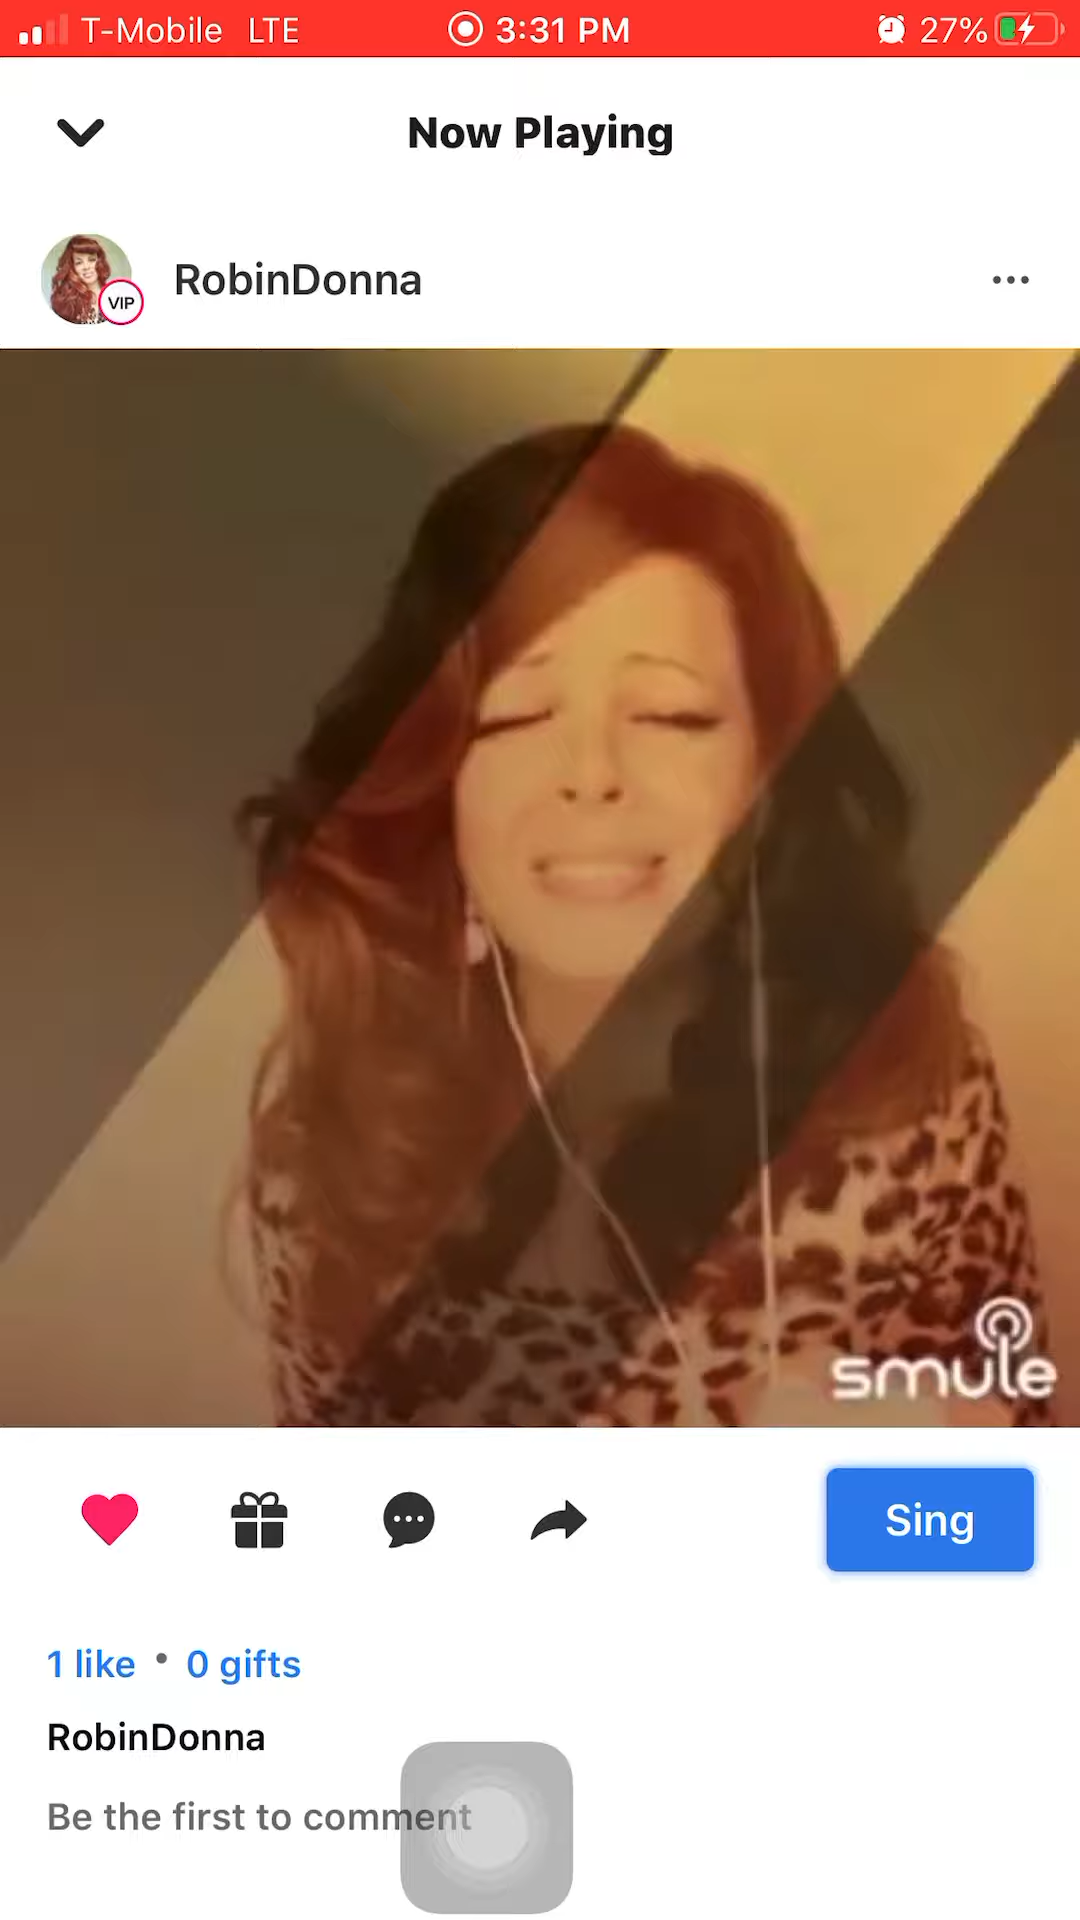 T-Mobile LTE 3:31 PM 27%
Now Playing
VIP
RobinDonna
smule
Sing
1 like • 0 gifts
RobinDonna
Be the first to comment